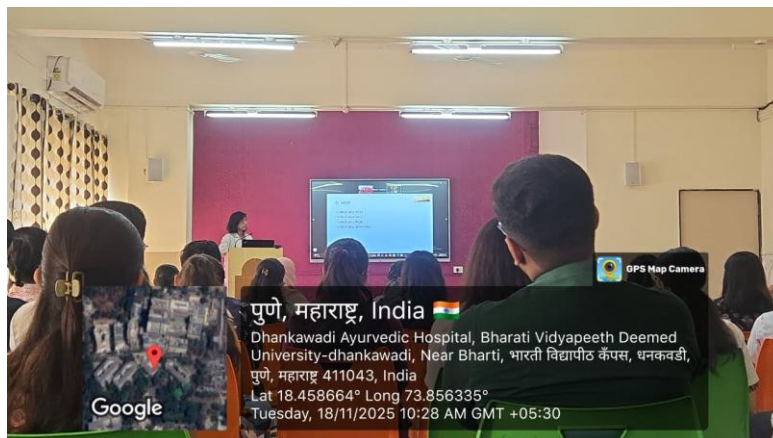 GPS Map Camera
पुणे, महाराष्ट्र, India
Dhankawadi Ayurvedic Hospital, Bharati Vidyapeeth Deemed
University-dhankawadi, Near Bharti, भारती विद्यापीठ कॅंपस, धनकवडी,
पुणे, महाराष्ट्र 411043, India
Lat 18.458664° Long 73.856335°
Tuesday, 18/11/2025 10:28 AM GMT +05:30
Google